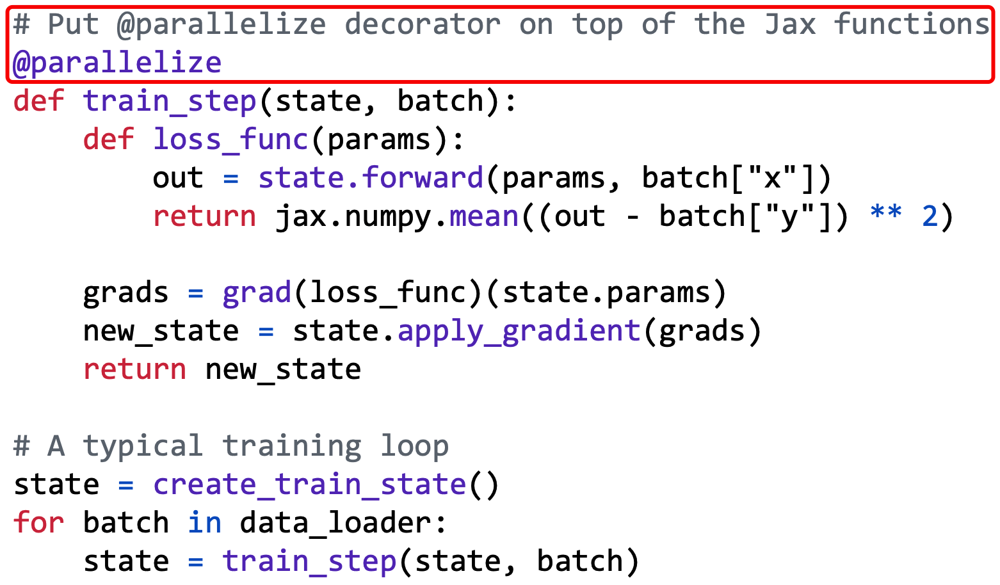 # Put @parallelize decorator on top of the Jax functions
@parallelize
def train_step(state, batch):
    def loss_func(params):
        out = state.forward(params, batch["x"])
        return jax.numpy.mean((out - batch["y"]) ** 2)

    grads = grad(loss_func)(state.params)
    new_state = state.apply_gradient(grads)
    return new_state

# A typical training loop
state = create_train_state()
for batch in data_loader:
    state = train_step(state, batch)